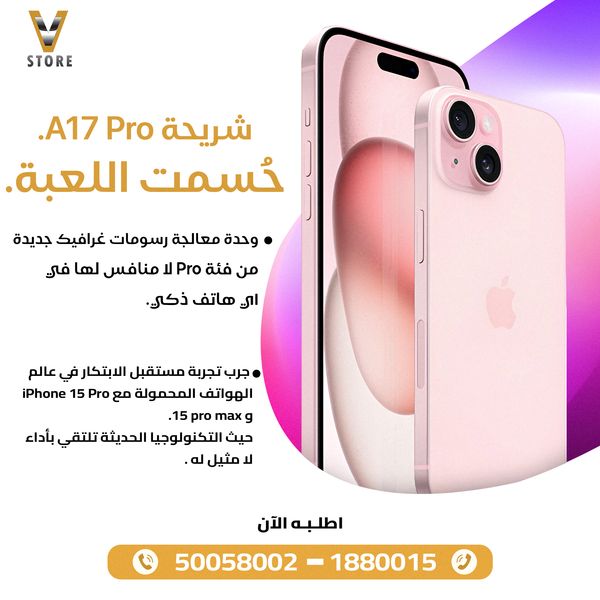 V
STORE
شريحة A17 Pro.
حُسمت اللعبة.
● وحدة معالجة رسومات غرافيك جديدة
من فئة Pro لا منافس لها في
اي هاتف ذكي.
● جرب تجربة مستقبل الابتكار في عالم
الهواتف المحمولة مع iPhone 15 Pro
و 15 pro max.
حيث التكنولوجيا الحديثة تلتقي بأداء
لا مثيل له .
اطلبه الآن
50058002 – 1880015